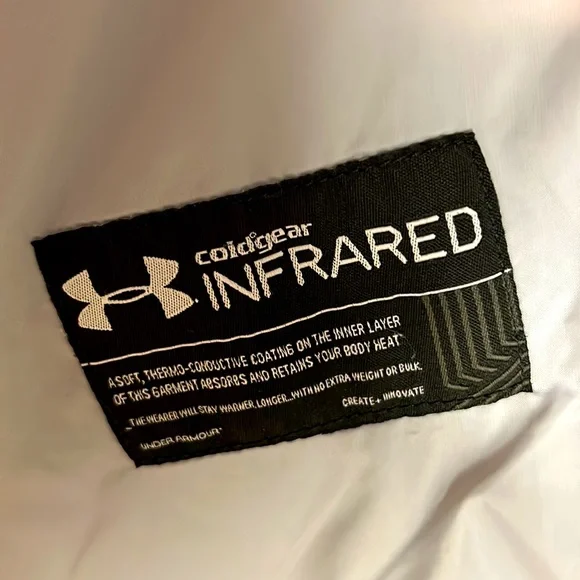 coldgear
INFRARED
A SOFT, THERMO-CONDUCTIVE COATING ON THE INNER LAYER
OF THIS GARMENT ABSORBS AND RETAINS YOUR BODY HEAT
...THE WEARER WILL STAY WARMER, LONGER...WITH NO EXTRA WEIGHT OR BULK.
CREATE + INNOVATE
UNDER ARMOUR